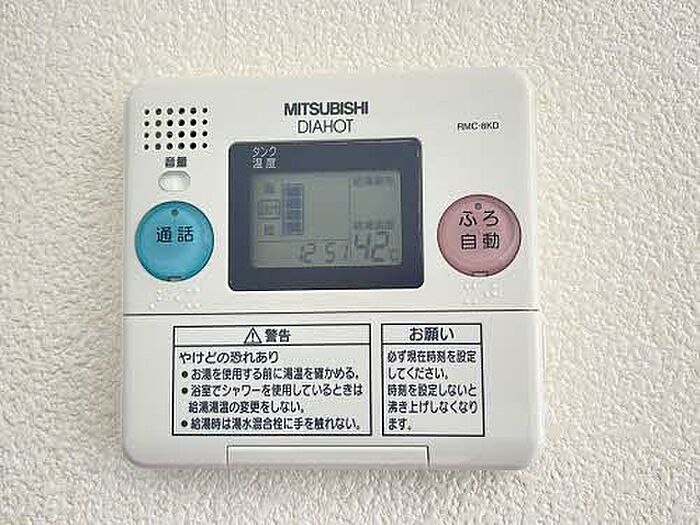 MITSUBISHI
DIAHOT
RMC-6KD
音量
タンク
温度
12 51 42℃
通話
ふろ
自動
⚠警告
やけどの恐れあり
● お湯を使用する前に湯温を確かめる。
● 浴室でシャワーを使用しているときは
給湯湯温の変更をしない。
● 給湯時は湯水混合栓に手を触れない。
お願い
必ず現在時刻を設定
してください。
時刻を設定しないと
沸き上げしなくなり
ます。